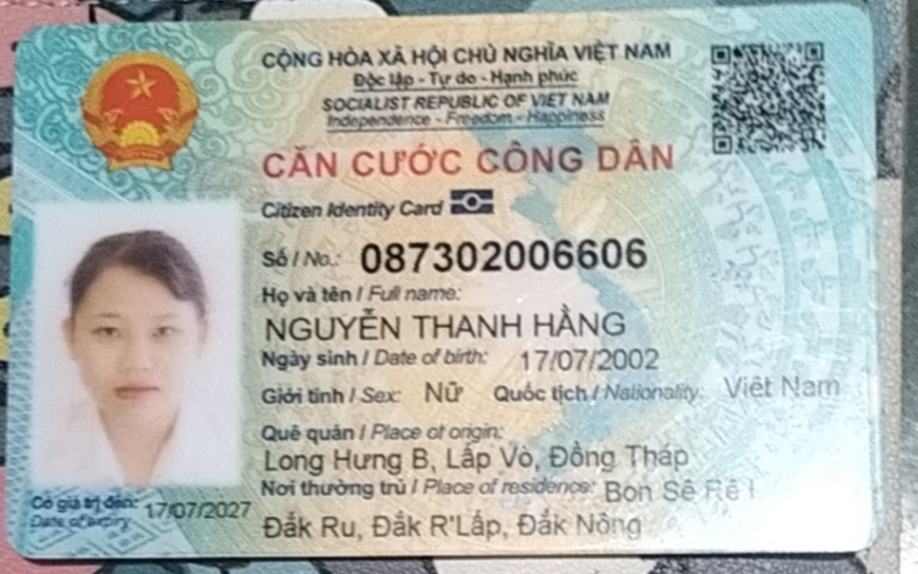 CỘNG HÒA XÃ HỘI CHỦ NGHĨA VIỆT NAM
Độc lập - Tự do - Hạnh phúc
SOCIALIST REPUBLIC OF VIET NAM
Independence - Freedom - Happiness
CĂN CƯỚC CÔNG DÂN
Citizen Identity Card
Số / No.: 087302006606
Họ và tên / Full name:
NGUYỄN THANH HẰNG
Ngày sinh / Date of birth: 17/07/2002
Giới tính / Sex: Nữ Quốc tịch / Nationality: Việt Nam
Quê quán / Place of origin:
Long Hưng B, Lấp Vò, Đồng Tháp
Nơi thường trú / Place of residence: Bon Sê Rê I
Đắk Ru, Đắk R'Lấp, Đắk Nông
Có giá trị đến: 17/07/2027
Date of expiry